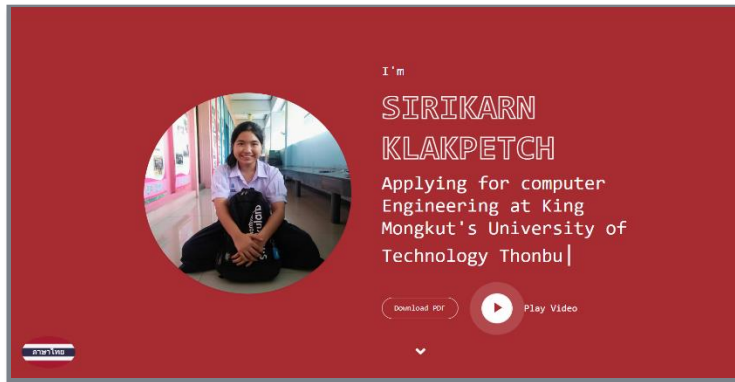 I'm
SIRIKARN
KLAKPETCH
Applying for computer
Engineering at King
Mongkut's University of
Technology Thonbu|
Download PDF
Play Video
ภาษาไทย